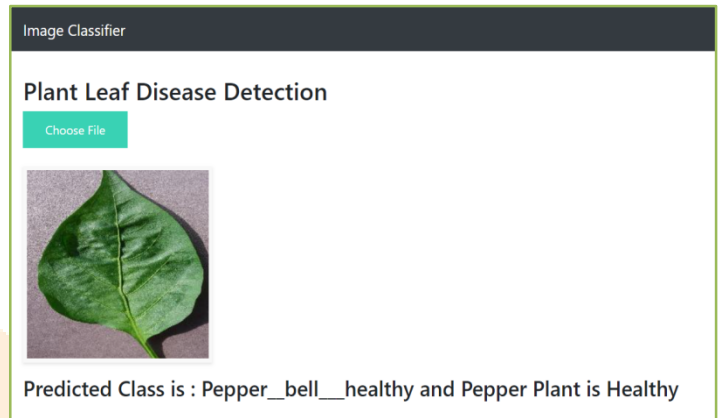 Image Classifier
Plant Leaf Disease Detection
Choose File
Predicted Class is : Pepper__bell___healthy and Pepper Plant is Healthy